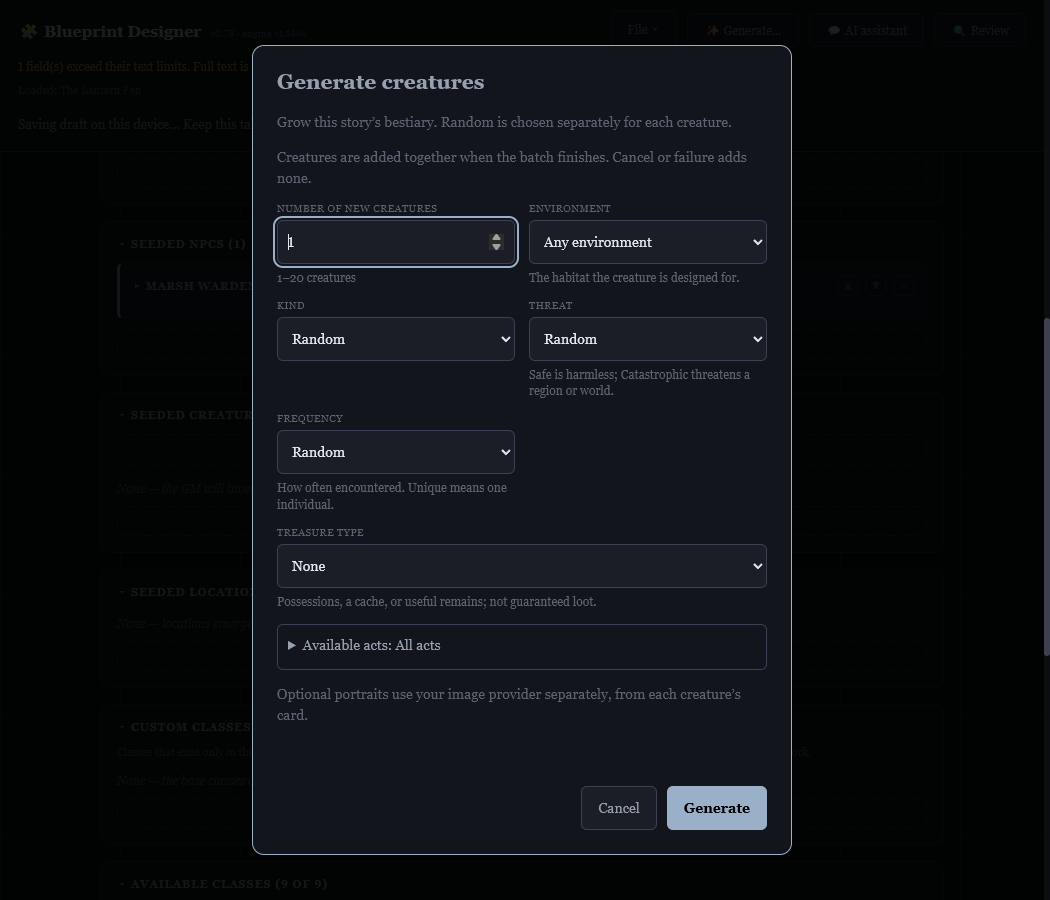 🧩 Blueprint Designer
File ▾
✨ Generate...
💬 AI assistant
🔍 Review
1 field(s) exceed their text limits. Full text is
Loaded: The Lantern Fen
Saving draft on this device... Keep this ta
Generate creatures
Grow this story's bestiary. Random is chosen separately for each creature.
Creatures are added together when the batch finishes. Cancel or failure adds
none.
NUMBER OF NEW CREATURES
ENVIRONMENT
1
Any environment
1–20 creatures
The habitat the creature is designed for.
KIND
THREAT
Random
Random
Safe is harmless; Catastrophic threatens a
region or world.
FREQUENCY
Random
How often encountered. Unique means one
individual.
TREASURE TYPE
None
Possessions, a cache, or useful remains; not guaranteed loot.
▶ Available acts: All acts
Optional portraits use your image provider separately, from each creature's
card.
Cancel
Generate
SEEDED NPCS (1)
MARSH WARDEN
SEEDED CREATUR
None — the GM will inve
SEEDED LOCATIO
None — locations emerge
CUSTOM CLASSES
Classes that exist only in th
None — the base classes
AVAILABLE CLASSES (9 OF 9)